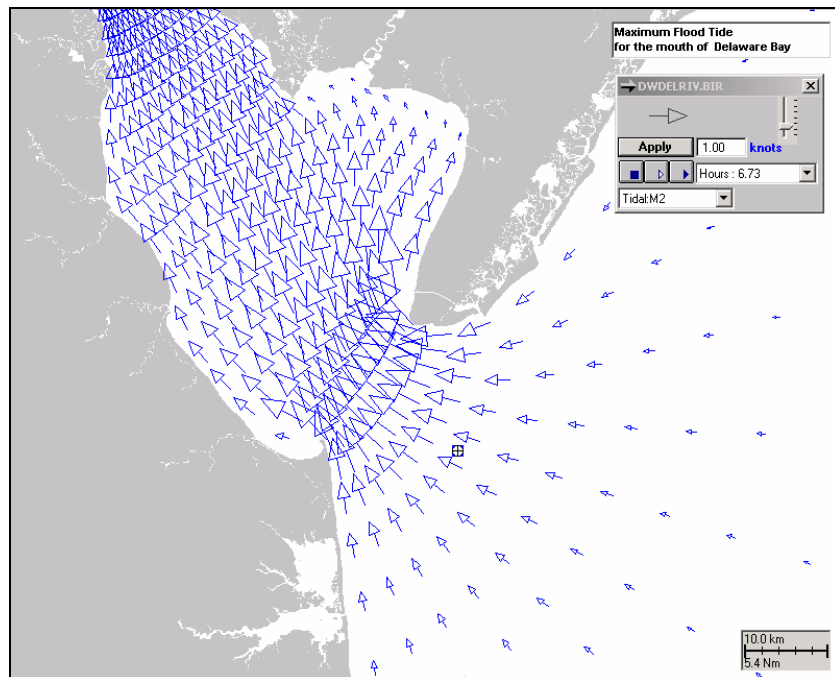 Maximum Flood Tide
for the mouth of Delaware Bay
DWDELRIV.BIR
Apply 1.00 knots
Hours : 6.73
Tidal:M2
10.0 km
5.4 Nm